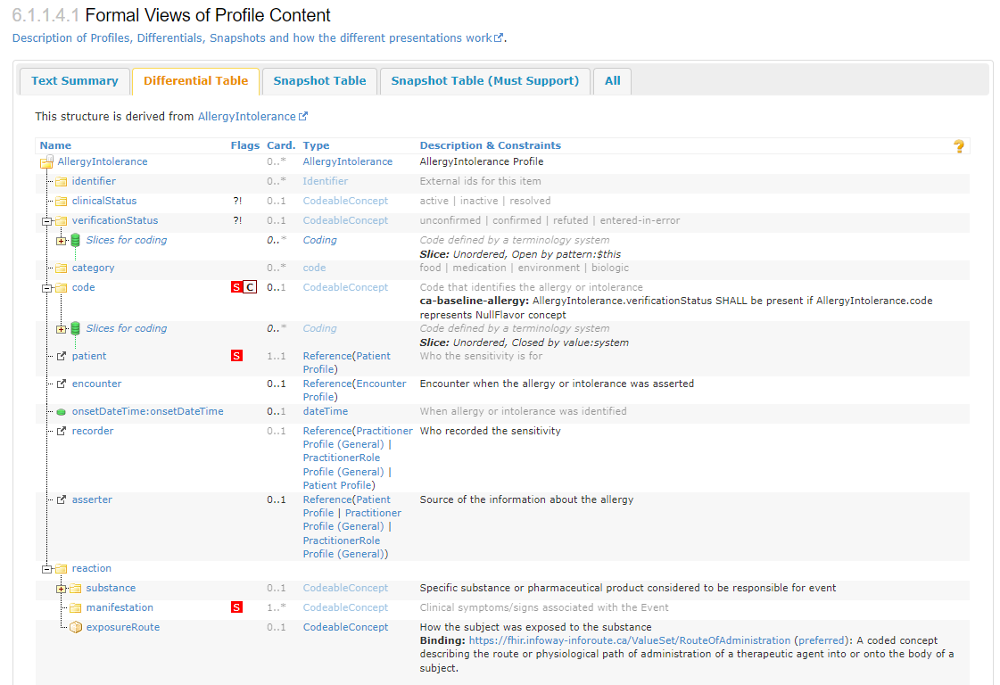 6.1.1.4.1 Formal Views of Profile Content
Description of Profiles, Differentials, Snapshots and how the different presentations work.
Text Summary Differential Table Snapshot Table Snapshot Table (Must Support) All
This structure is derived from AllergyIntolerance
Name Flags Card. Type Description & Constraints ?
AllergyIntolerance 0..* AllergyIntolerance AllergyIntolerance Profile
identifier 0..* Identifier External ids for this item
clinicalStatus ?! 0..1 CodeableConcept active | inactive | resolved
verificationStatus ?! 0..1 CodeableConcept unconfirmed | confirmed | refuted | entered-in-error
Slices for coding 0..* Coding Code defined by a terminology system
Slice: Unordered, Open by pattern:$this
category 0..* code food | medication | environment | biologic
code S C 0..1 CodeableConcept Code that identifies the allergy or intolerance
ca-baseline-allergy: AllergyIntolerance.verificationStatus SHALL be present if AllergyIntolerance.code
represents NullFlavor concept
Slices for coding 0..* Coding Code defined by a terminology system
Slice: Unordered, Closed by value:system
patient S 1..1 Reference(Patient Who the sensitivity is for
Profile)
encounter 0..1 Reference(Encounter Encounter when the allergy or intolerance was asserted
Profile)
onsetDateTime:onsetDateTime 0..1 dateTime When allergy or intolerance was identified
recorder 0..1 Reference(Practitioner Who recorded the sensitivity
Profile (General) |
PractitionerRole
Profile (General) |
Patient Profile)
asserter 0..1 Reference(Patient Source of the information about the allergy
Profile | Practitioner
Profile (General) |
PractitionerRole
Profile (General))
reaction
substance 0..1 CodeableConcept Specific substance or pharmaceutical product considered to be responsible for event
manifestation S 1..* CodeableConcept Clinical symptoms/signs associated with the Event
exposureRoute 0..1 CodeableConcept How the subject was exposed to the substance
Binding: https://fhir.infoway-inforoute.ca/ValueSet/RouteOfAdministration (preferred): A coded concept
describing the route or physiological path of administration of a therapeutic agent into or onto the body of a
subject.